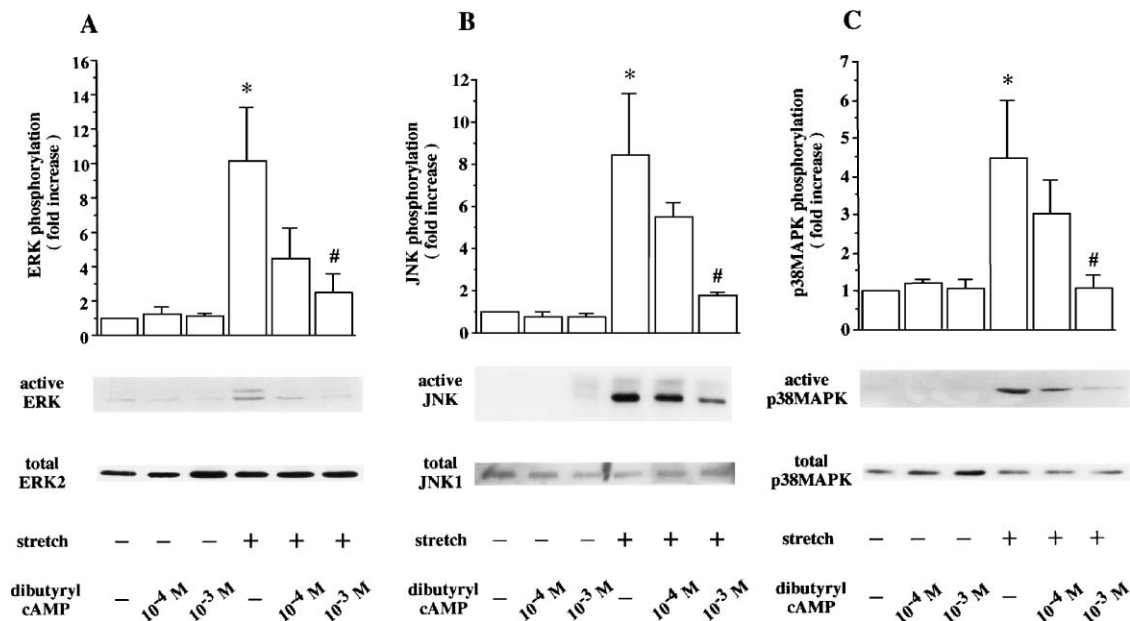 A
ERK phosphorylation
( fold increase )
16
14
12
10
8
6
4
2
0
*
#
active
ERK
total
ERK2
stretch
− − − + + +
dibutyryl
cAMP
− 10⁻⁴ M 10⁻³ M − 10⁻⁴ M 10⁻³ M
B
JNK phosphorylation
( fold increase )
12
10
8
6
4
2
0
*
#
active
JNK
total
JNK1
− − − + + +
− 10⁻⁴ M 10⁻³ M − 10⁻⁴ M 10⁻³ M
C
p38MAPK phosphorylation
( fold increase )
7
6
5
4
3
2
1
0
*
#
active
p38MAPK
total
p38MAPK
stretch
− − − + + +
dibutyryl
cAMP
− 10⁻⁴ M 10⁻³ M − 10⁻⁴ M 10⁻³ M